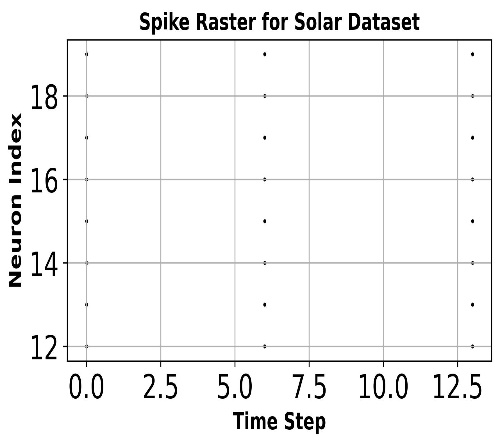 Spike Raster for Solar Dataset
Neuron Index
18
16
14
12
0.0 2.5 5.0 7.5 10.0 12.5
Time Step